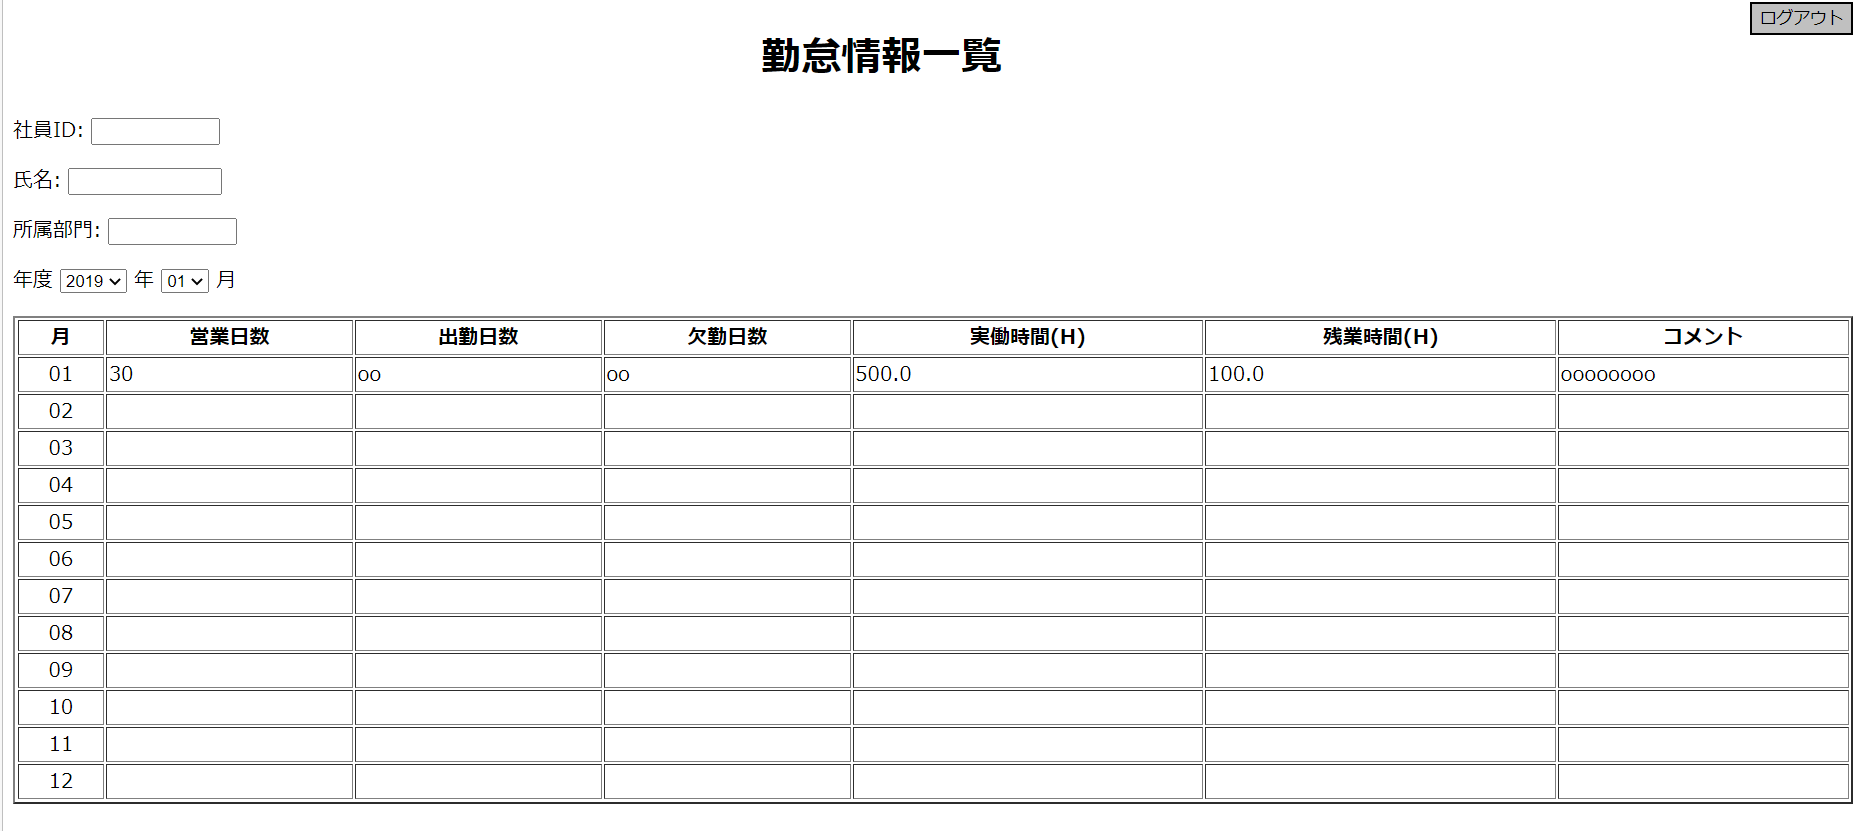 ログアウト
勤怠情報一覧
社員ID:
氏名:
所属部門:
年度 2019 年 01 月
月 営業日数 出勤日数 欠勤日数 実働時間(H) 残業時間(H) コメント
01 30 oo oo 500.0 100.0 oooooooo
02
03
04
05
06
07
08
09
10
11
12